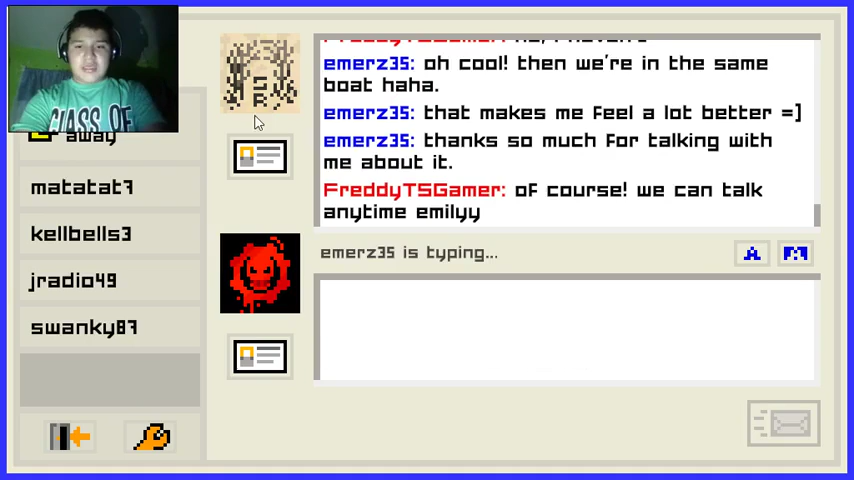 CLASS OF
away
matatat7
kellbells3
jradio49
swanky87
emerz35: oh cool! then we're in the same
boat haha.
emerz35: that makes me feel a lot better =]
emerz35: thanks so much for talking with
me about it.
FreddyTSGamer: of course! we can talk
anytime emilyy
emerz35 is typing...
A